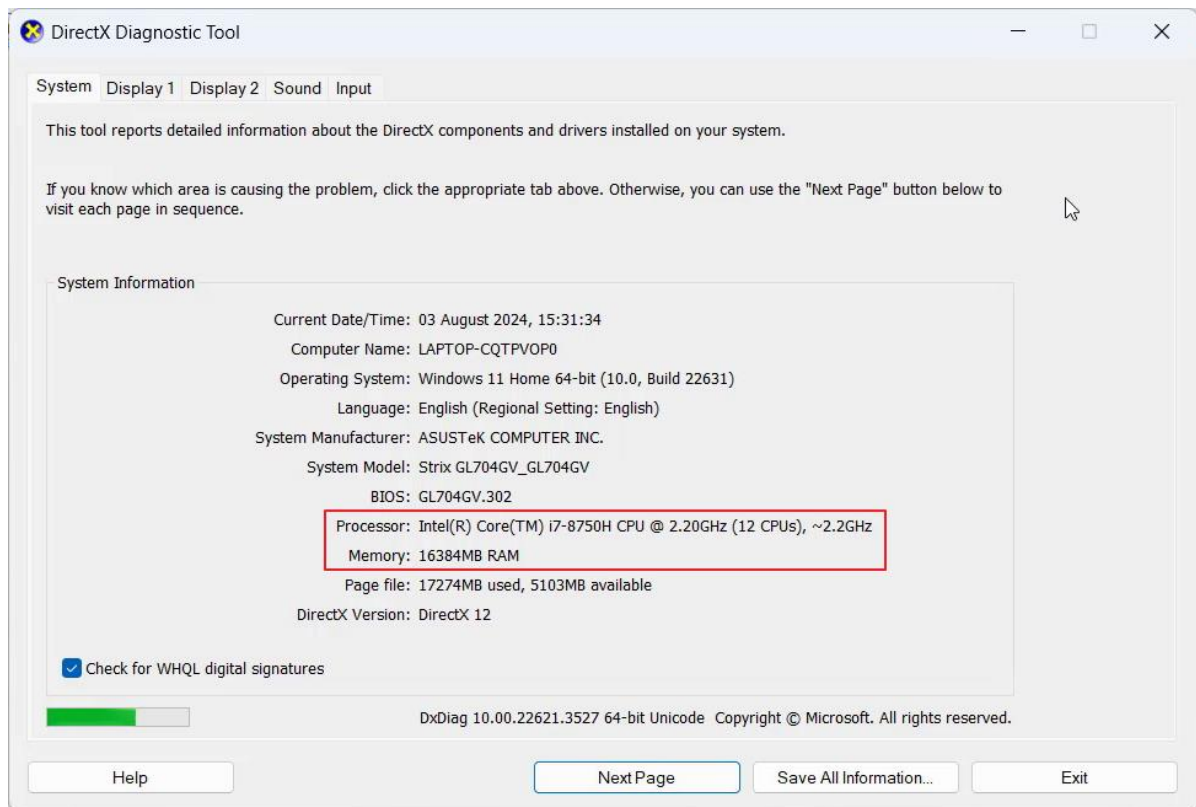 DirectX Diagnostic Tool
System Display 1 Display 2 Sound Input
This tool reports detailed information about the DirectX components and drivers installed on your system.
If you know which area is causing the problem, click the appropriate tab above. Otherwise, you can use the "Next Page" button below to
visit each page in sequence.
System Information
Current Date/Time: 03 August 2024, 15:31:34
Computer Name: LAPTOP-CQTPVOP0
Operating System: Windows 11 Home 64-bit (10.0, Build 22631)
Language: English (Regional Setting: English)
System Manufacturer: ASUSTeK COMPUTER INC.
System Model: Strix GL704GV_GL704GV
BIOS: GL704GV.302
Processor: Intel(R) Core(TM) i7-8750H CPU @ 2.20GHz (12 CPUs), ~2.2GHz
Memory: 16384MB RAM
Page file: 17274MB used, 5103MB available
DirectX Version: DirectX 12
Check for WHQL digital signatures
DxDiag 10.00.22621.3527 64-bit Unicode Copyright © Microsoft. All rights reserved.
Help Next Page Save All Information... Exit